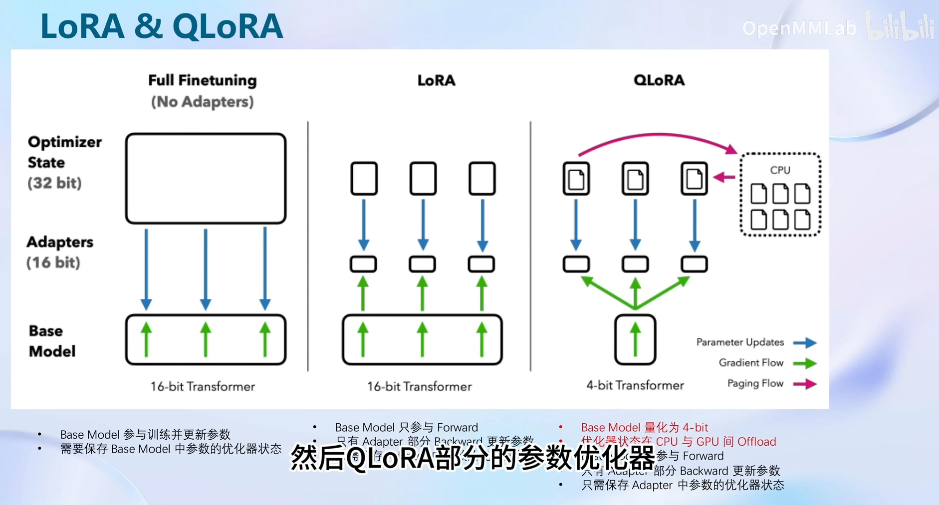 LoRA & QLoRA
OpenMMLab bilibili
Full Finetuning
(No Adapters)
LoRA
QLoRA
Optimizer
State
(32 bit)
CPU
Adapters
(16 bit)
Base
Model
Parameter Updates
Gradient Flow
Paging Flow
16-bit Transformer
16-bit Transformer
4-bit Transformer
• Base Model 参与训练并更新参数
• 需要保存 Base Model 中参数的优化器状态
• Base Model 只参与 Forward
• 只有 Adapter 部分 Backward 更新参数
• Base Model 量化为 4-bit
• 优化器状态在 CPU 与 GPU 间 Offload
参与 Forward
只有 Adapter 部分 Backward 更新参数
• 只需保存 Adapter 中参数的优化器状态
然后QLoRA部分的参数优化器